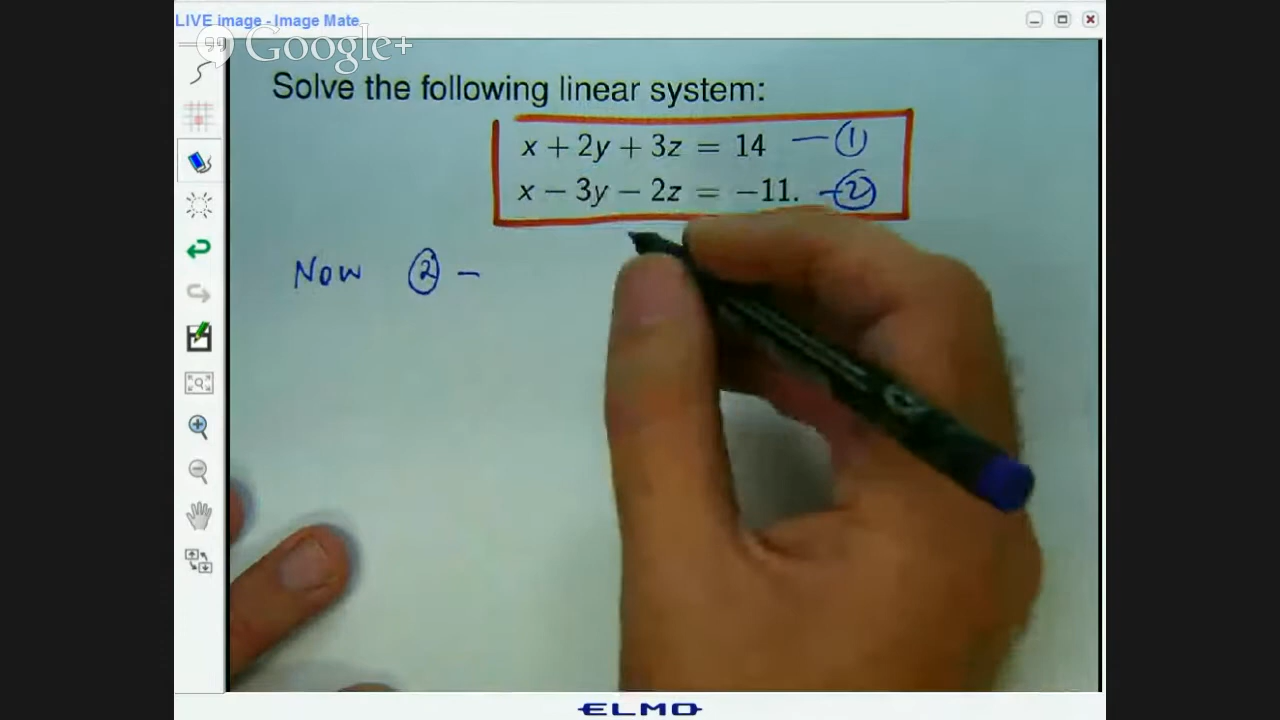 LIVE image - Image Mate
Google+
Solve the following linear system:
x + 2y + 3z = 14 — ①
x − 3y − 2z = −11. — ②
Now ② −
ELMO